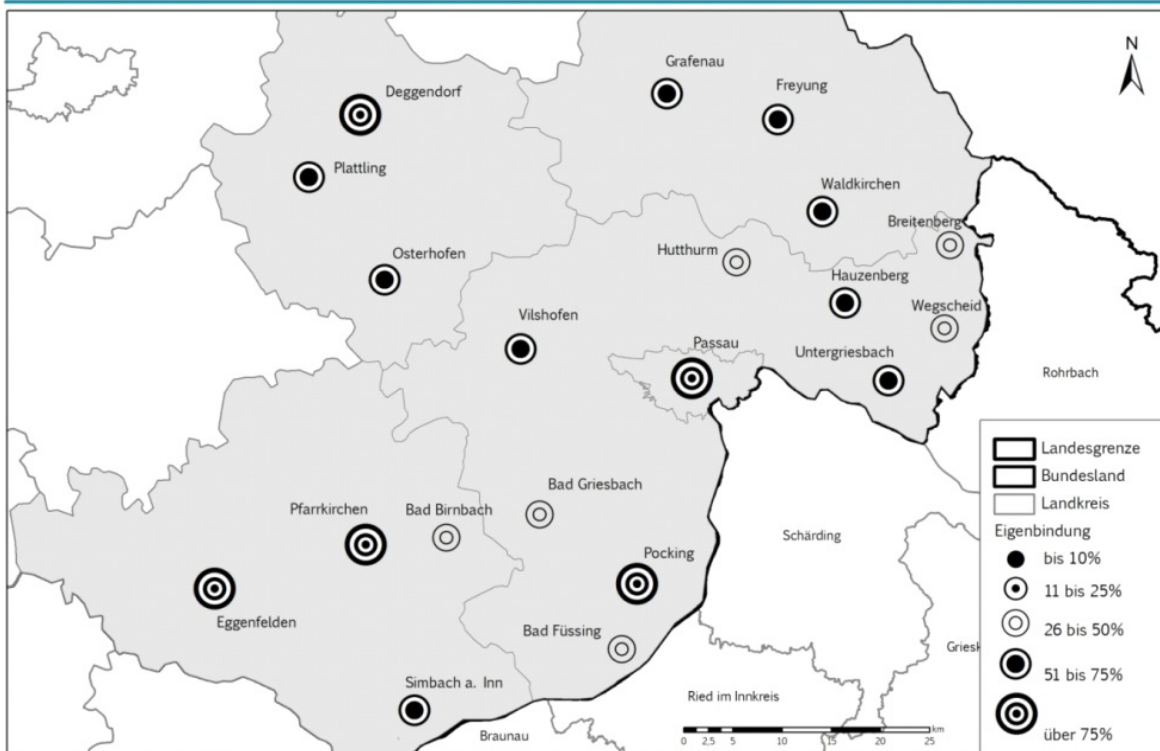 N
Grafenau
Freyung
Deggendorf
Plattling
Waldkirchen
Breitenberg
Hutthurm
Osterhofen
Hauzenberg
Wegscheid
Vilshofen
Passau
Untergriesbach
Rohrbach
Landesgrenze
Bundesland
Landkreis
Eigenbindung
bis 10%
11 bis 25%
26 bis 50%
51 bis 75%
über 75%
Bad Griesbach
Pfarrkirchen
Bad Birnbach
Schärding
Pocking
Eggenfelden
Bad Füssing
Griesk
Simbach a. Inn
Ried im Innkreis
Braunau
km
0 2,5 5 10 15 20 25